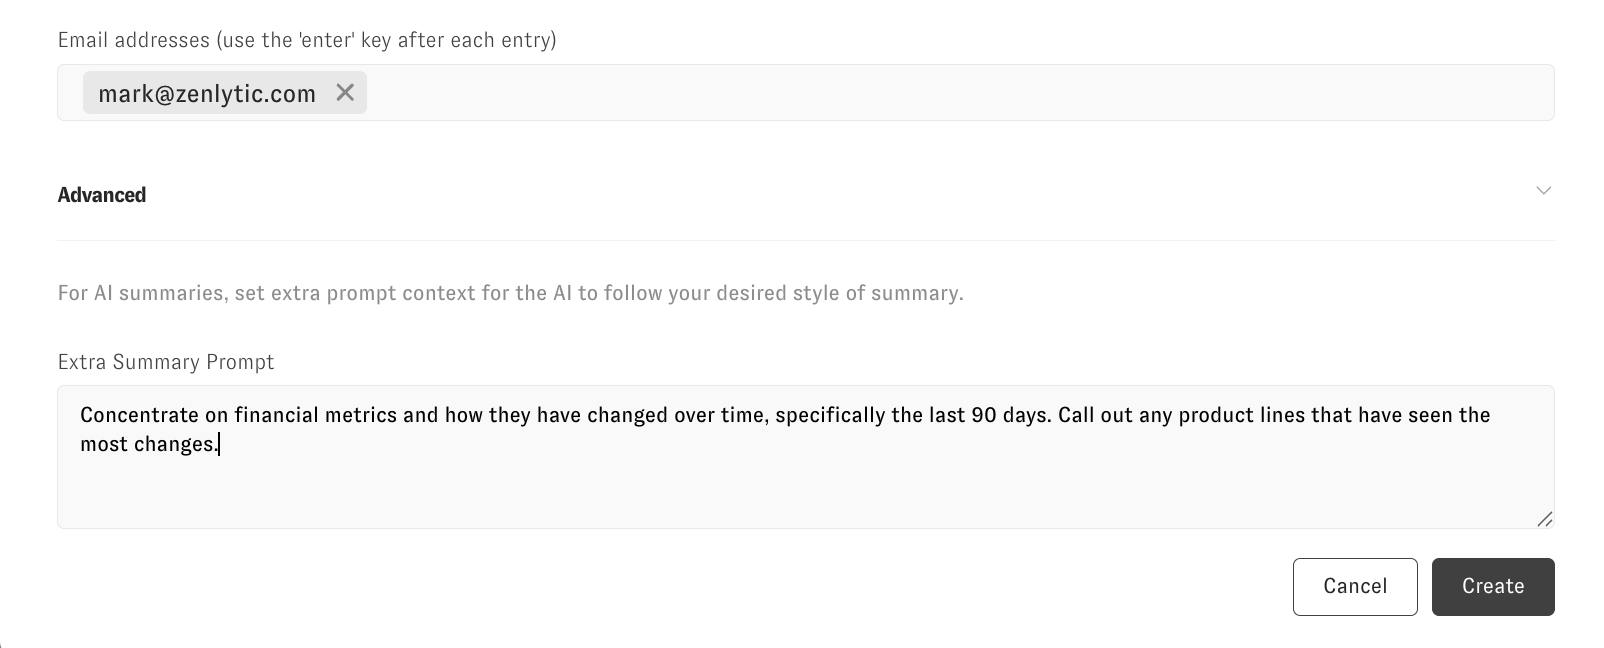 Email addresses (use the 'enter' key after each entry)
mark@zenlytic.com
Advanced
For AI summaries, set extra prompt context for the AI to follow your desired style of summary.
Extra Summary Prompt
Concentrate on financial metrics and how they have changed over time, specifically the last 90 days. Call out any product lines that have seen the
most changes.
Cancel
Create